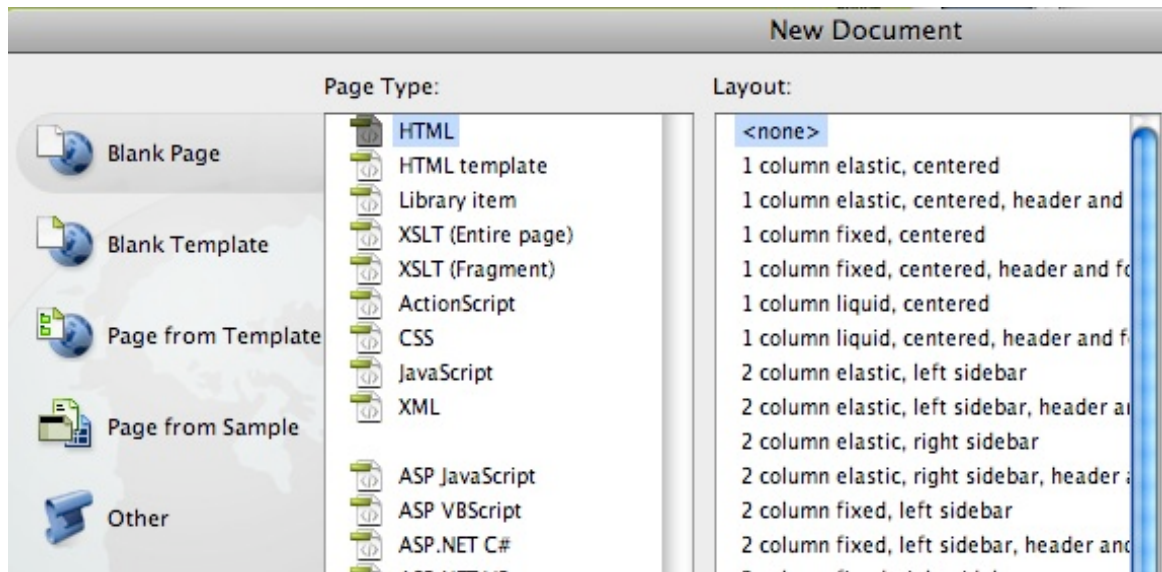 New Document
Page Type:
Layout:
Blank Page
Blank Template
Page from Template
Page from Sample
Other
HTML
HTML template
Library item
XSLT (Entire page)
XSLT (Fragment)
ActionScript
CSS
JavaScript
XML
ASP JavaScript
ASP VBScript
ASP.NET C#
<none>
1 column elastic, centered
1 column elastic, centered, header and
1 column fixed, centered
1 column fixed, centered, header and
1 column liquid, centered
1 column liquid, centered, header and
2 column elastic, left sidebar
2 column elastic, left sidebar, header
2 column elastic, right sidebar
2 column elastic, right sidebar, header
2 column fixed, left sidebar
2 column fixed, left sidebar, header and